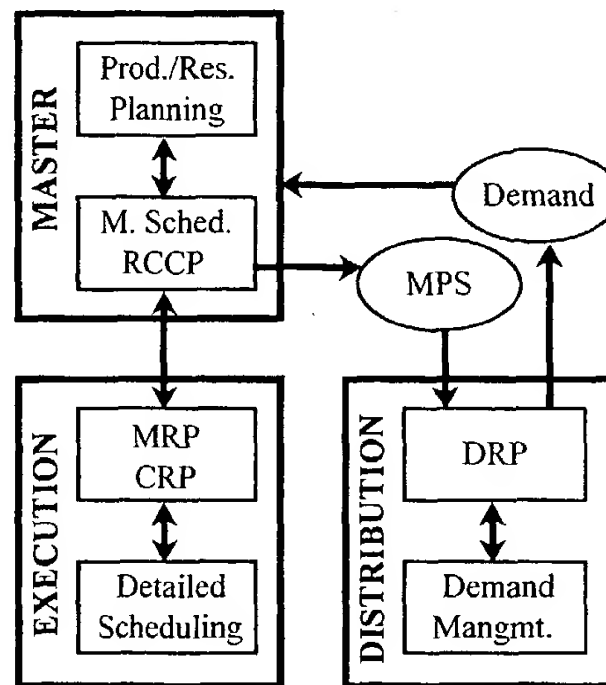 MASTER
Prod./Res.
Planning
M. Sched.
RCCP
Demand
MPS
EXECUTION
MRP
CRP
Detailed
Scheduling
DISTRIBUTION
DRP
Demand
Mangmt.